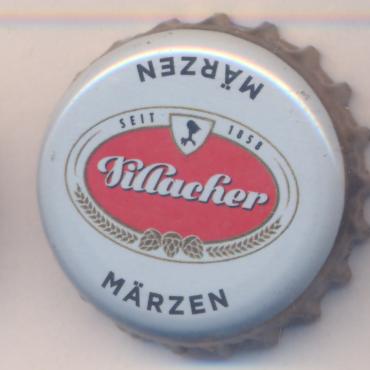 MÄRZEN
SEIT 1858
Villacher
MÄRZEN